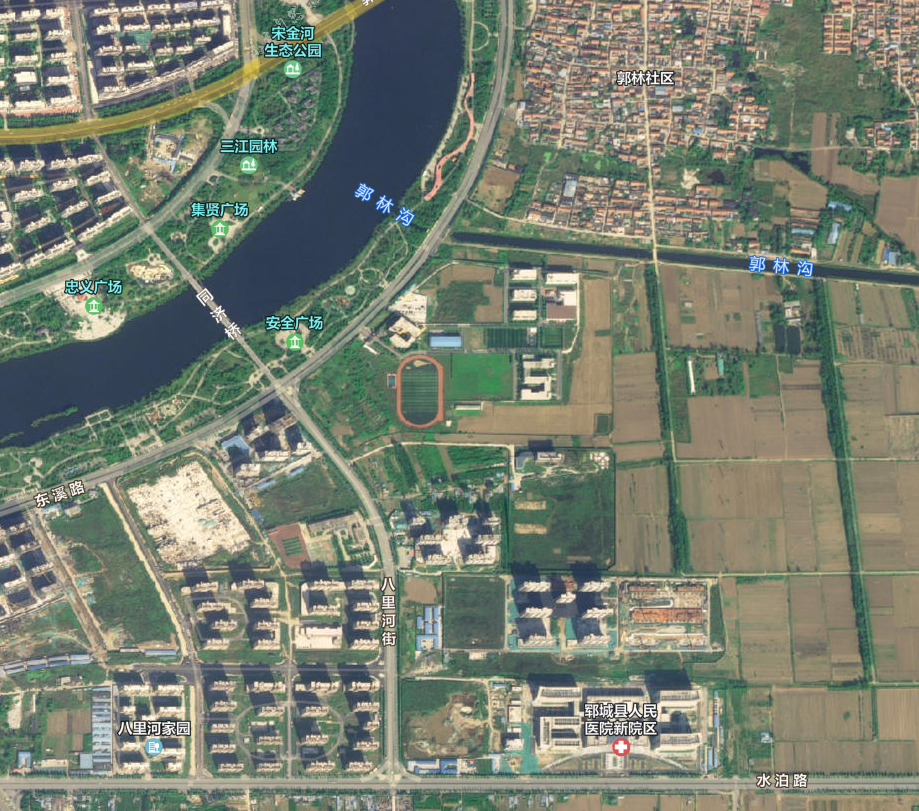 宋金河
生态公园
郭林社区
三江园林
郭林沟
集贤广场
郭林沟
忠义广场
同济桥
安全广场
东溪路
八里河街
郓城县人民
医院新院区
八里河家园
水泊路